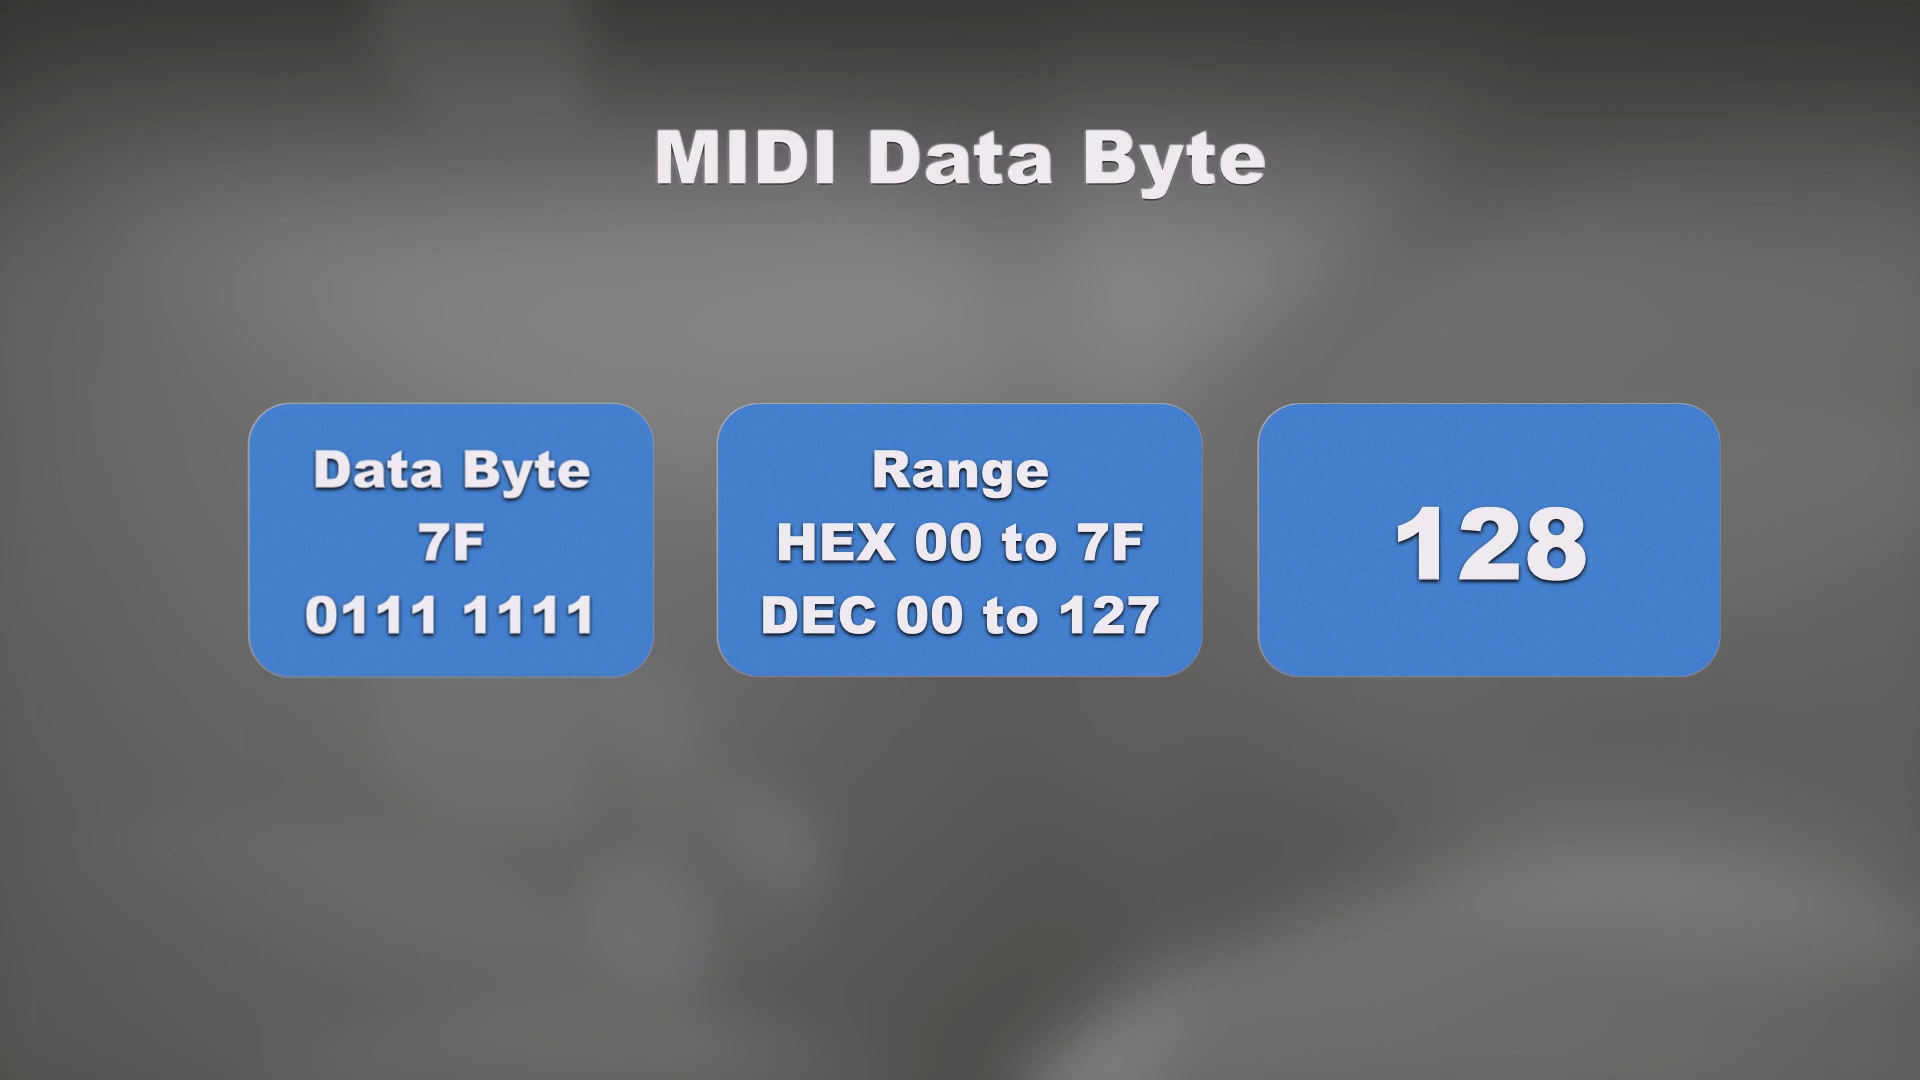 MIDI Data Byte
Data Byte
7F
0111 1111
Range
HEX 00 to 7F
DEC 00 to 127
128